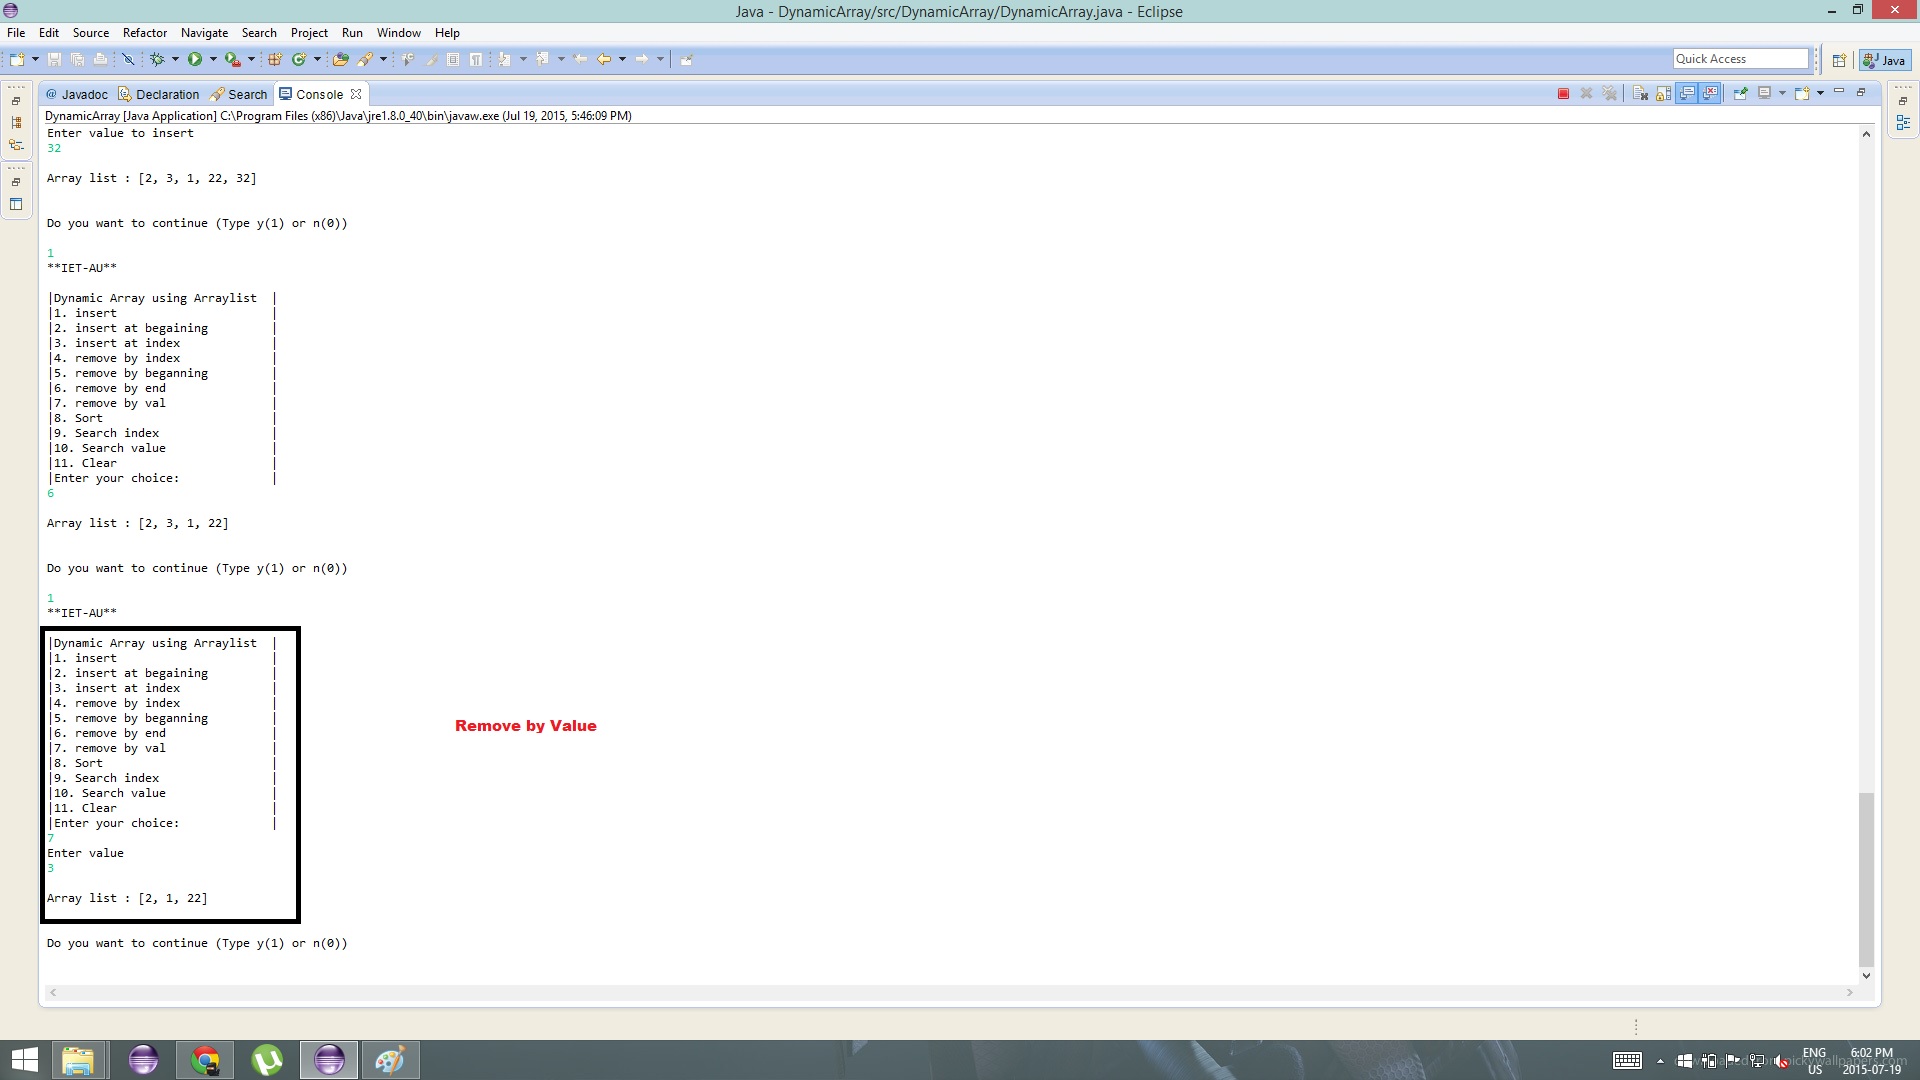 Java - DynamicArray/src/DynamicArray/DynamicArray.java - Eclipse
File Edit Source Refactor Navigate Search Project Run Window Help
Quick Access
Java
@ Javadoc Declaration Search Console
DynamicArray [Java Application] C:\Program Files (x86)\Java\jre1.8.0_40\bin\javaw.exe (Jul 19, 2015, 5:46:09 PM)
Enter value to insert
32
Array list : [2, 3, 1, 22, 32]
Do you want to continue (Type y(1) or n(0))
1
**IET-AU**
|Dynamic Array using Arraylist |
|1. insert |
|2. insert at begaining |
|3. insert at index |
|4. remove by index |
|5. remove by beganning |
|6. remove by end |
|7. remove by val |
|8. Sort |
|9. Search index |
|10. Search value |
|11. Clear |
|Enter your choice: |
6
Array list : [2, 3, 1, 22]
Do you want to continue (Type y(1) or n(0))
1
**IET-AU**
|Dynamic Array using Arraylist |
|1. insert |
|2. insert at begaining |
|3. insert at index |
|4. remove by index |
|5. remove by beganning |
|6. remove by end |
|7. remove by val |
|8. Sort |
|9. Search index |
|10. Search value |
|11. Clear |
|Enter your choice: |
7
Enter value
3
Array list : [2, 1, 22]
Remove by Value
Do you want to continue (Type y(1) or n(0))
ENG
US
6:02 PM
2015-07-19